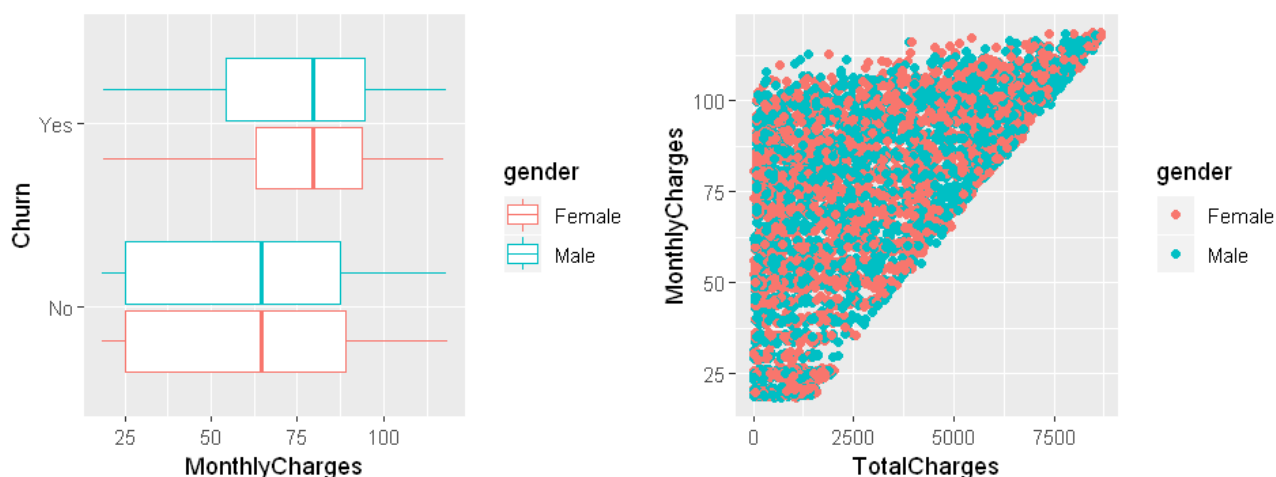 Yes
No
Churn
25
50
75
100
MonthlyCharges
gender
Female
Male
100
75
50
25
MonthlyCharges
0
2500
5000
7500
TotalCharges
gender
Female
Male